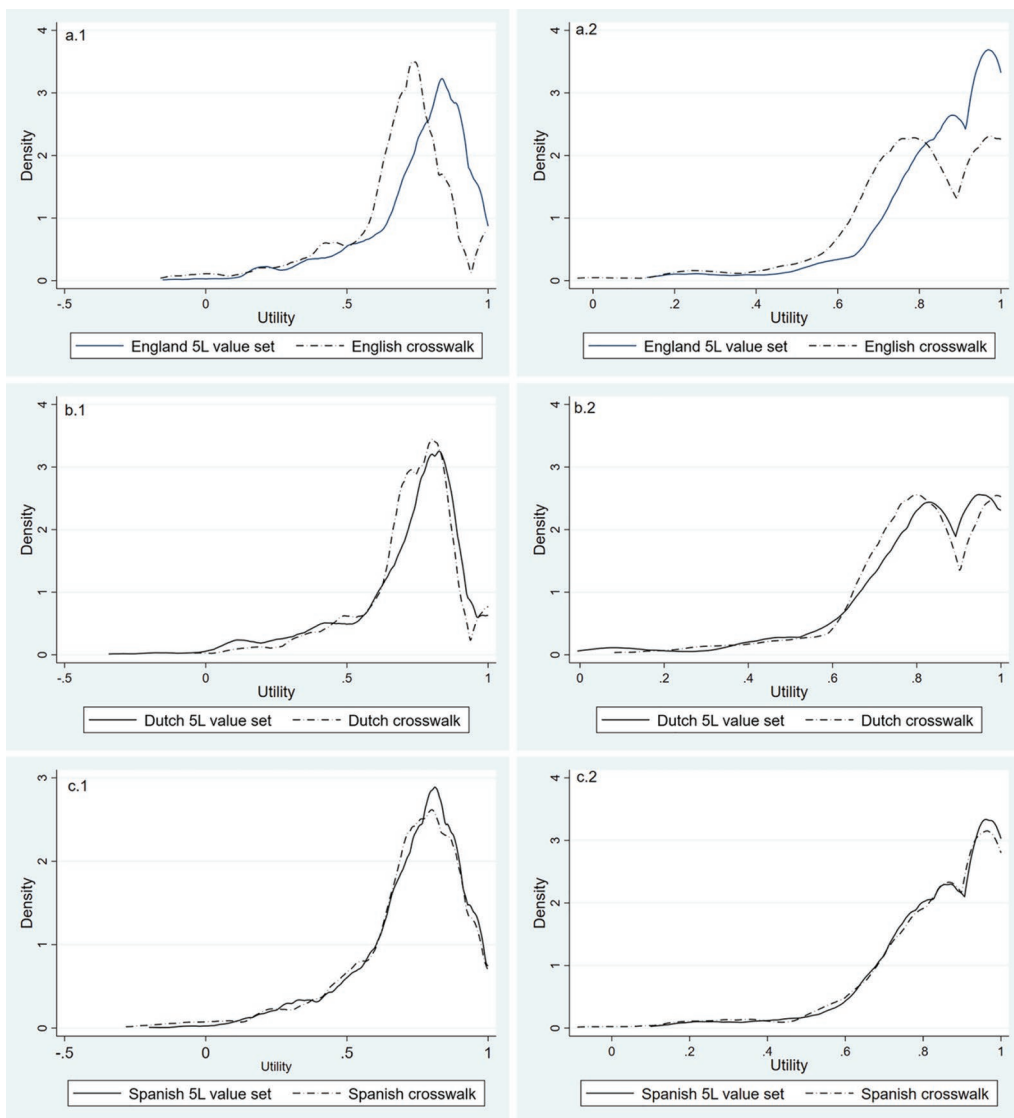 a.1
4
3
2
1
0
Density
-.5 0 .5 1
Utility
England 5L value set English crosswalk
a.2
4
3
2
1
0
Density
0 .2 .4 .6 .8 1
Utility
England 5L value set English crosswalk
b.1
4
3
2
1
0
Density
-.5 0 .5 1
Utility
Dutch 5L value set Dutch crosswalk
b.2
4
3
2
1
0
Density
0 .2 .4 .6 .8 1
Utility
Dutch 5L value set Dutch crosswalk
c.1
3
2
1
0
Density
-.5 0 .5 1
Utility
Spanish 5L value set Spanish crosswalk
c.2
4
3
2
1
0
Density
0 .2 .4 .6 .8 1
Utility
Spanish 5L value set Spanish crosswalk